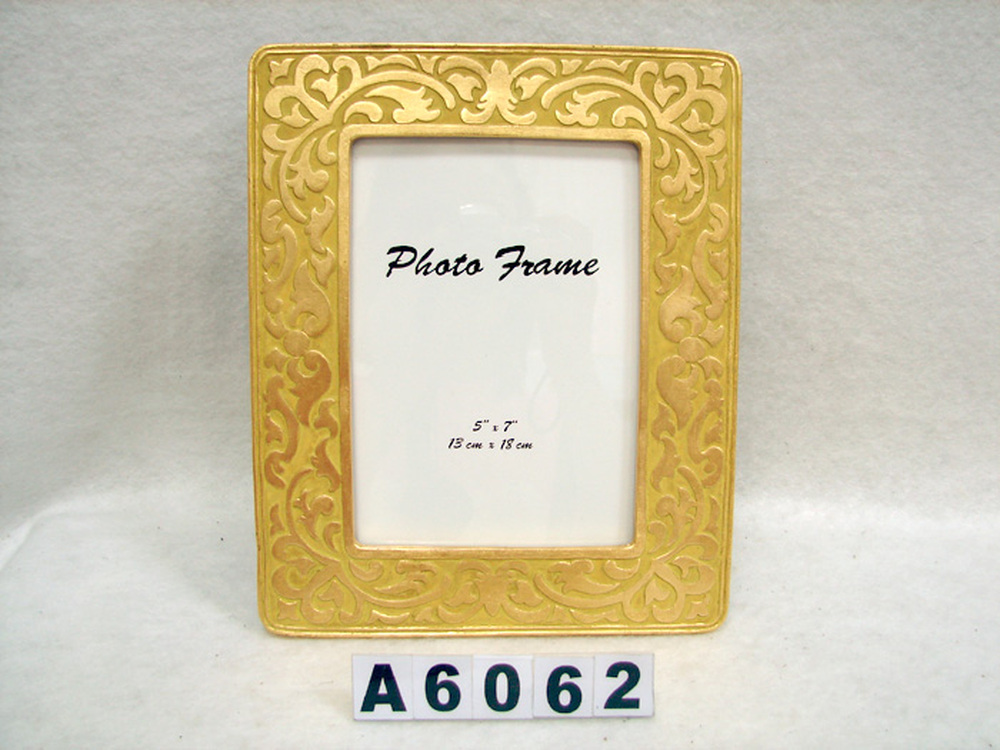 Photo Frame
5" x 7"
13 cm x 18 cm
A6062